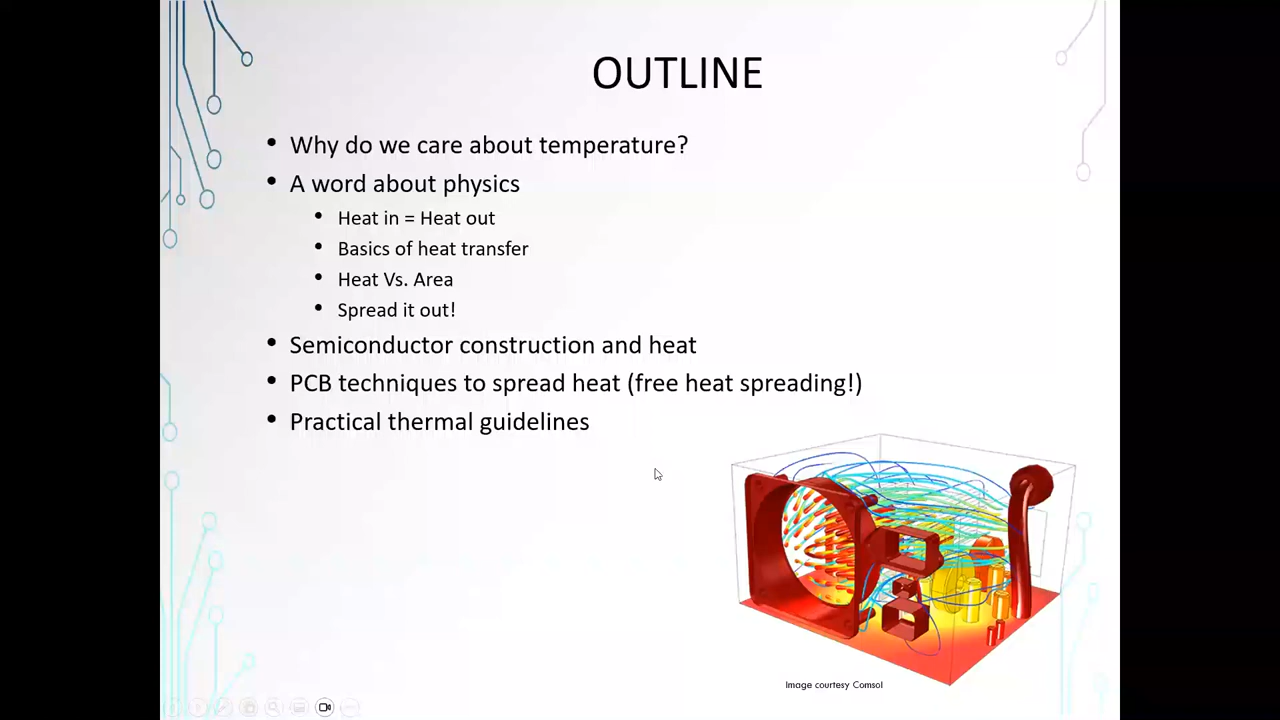 OUTLINE
• Why do we care about temperature?
• A word about physics
• Heat in = Heat out
• Basics of heat transfer
• Heat Vs. Area
• Spread it out!
• Semiconductor construction and heat
• PCB techniques to spread heat (free heat spreading!)
• Practical thermal guidelines
Image courtesy Comsol